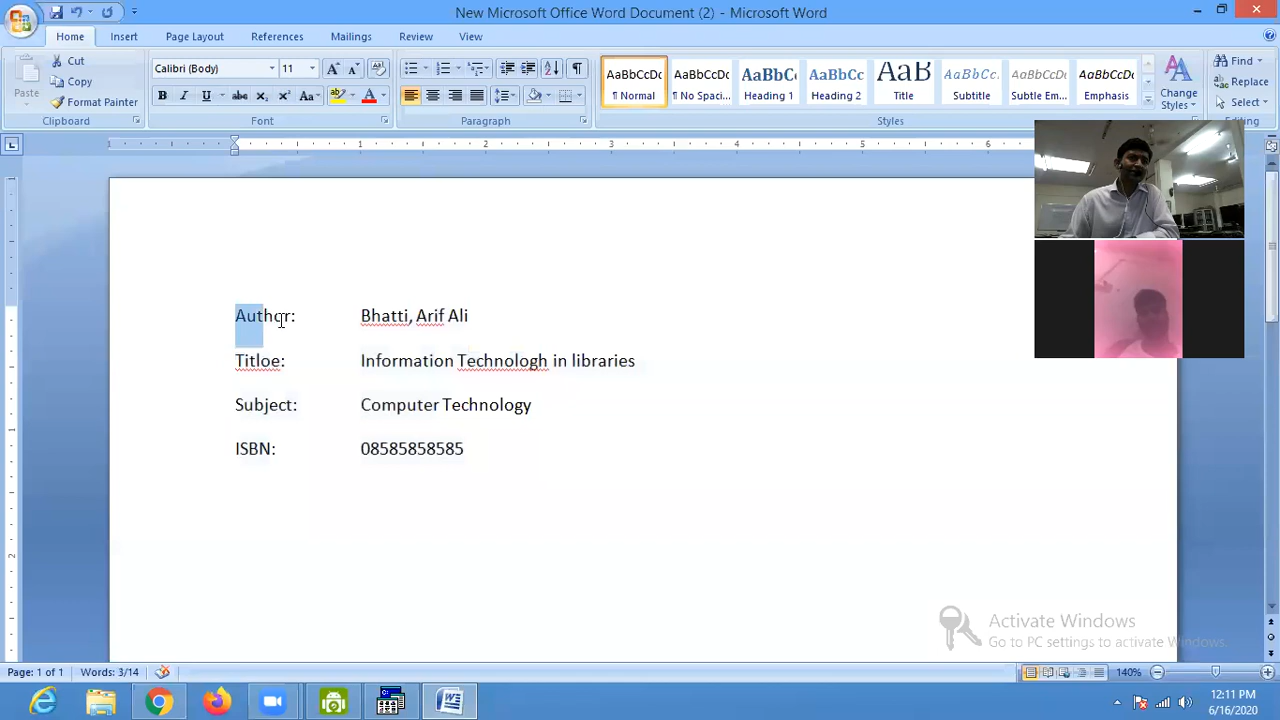 New Microsoft Office Word Document (2) - Microsoft Word
Home Insert Page Layout References Mailings Review View
Paste
Cut
Copy
Format Painter
Clipboard
Calibri (Body) 11
Font
Paragraph
AaBbCcDc AaBbCcDc AaBbCc AaBbCc AaB AaBbCc. AaBbCcDc AaBbCcDc
¶ Normal ¶ No Spaci... Heading 1 Heading 2 Title Subtitle Subtle Em... Emphasis
Change Styles
Styles
Find
Replace
Select
Editing
Author: Bhatti, Arif Ali
Titloe: Information Technologh in libraries
Subject: Computer Technology
ISBN: 08585858585
Activate Windows
Go to PC settings to activate Windows.
Page: 1 of 1 Words: 3/14 140%
12:11 PM
6/16/2020